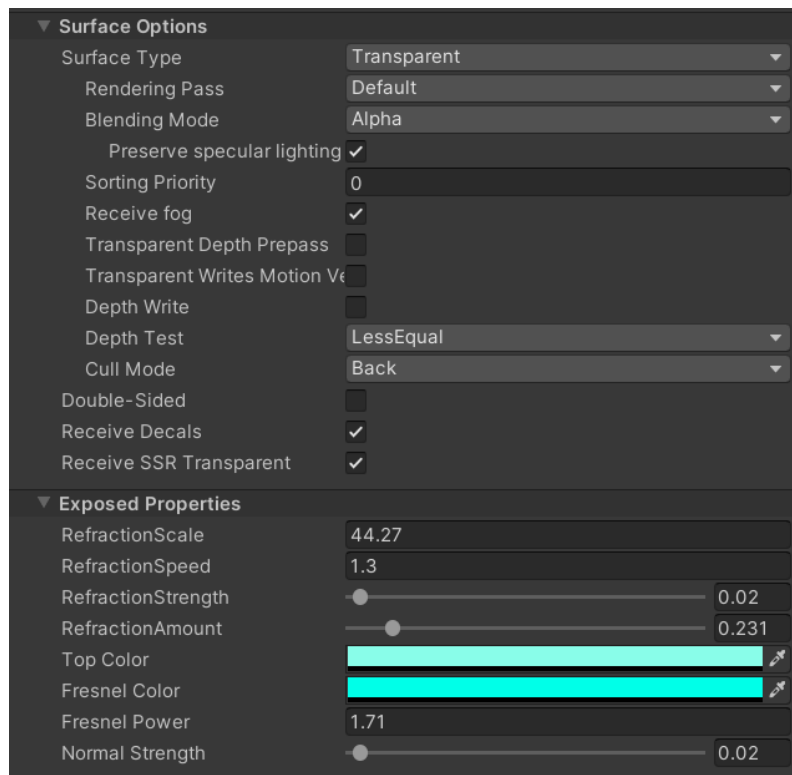 Surface Options
Surface Type Transparent
Rendering Pass Default
Blending Mode Alpha
Preserve specular lighting
Sorting Priority 0
Receive fog
Transparent Depth Prepass
Transparent Writes Motion Ve
Depth Write
Depth Test LessEqual
Cull Mode Back
Double-Sided
Receive Decals
Receive SSR Transparent
Exposed Properties
RefractionScale 44.27
RefractionSpeed 1.3
RefractionStrength 0.02
RefractionAmount 0.231
Top Color
Fresnel Color
Fresnel Power 1.71
Normal Strength 0.02